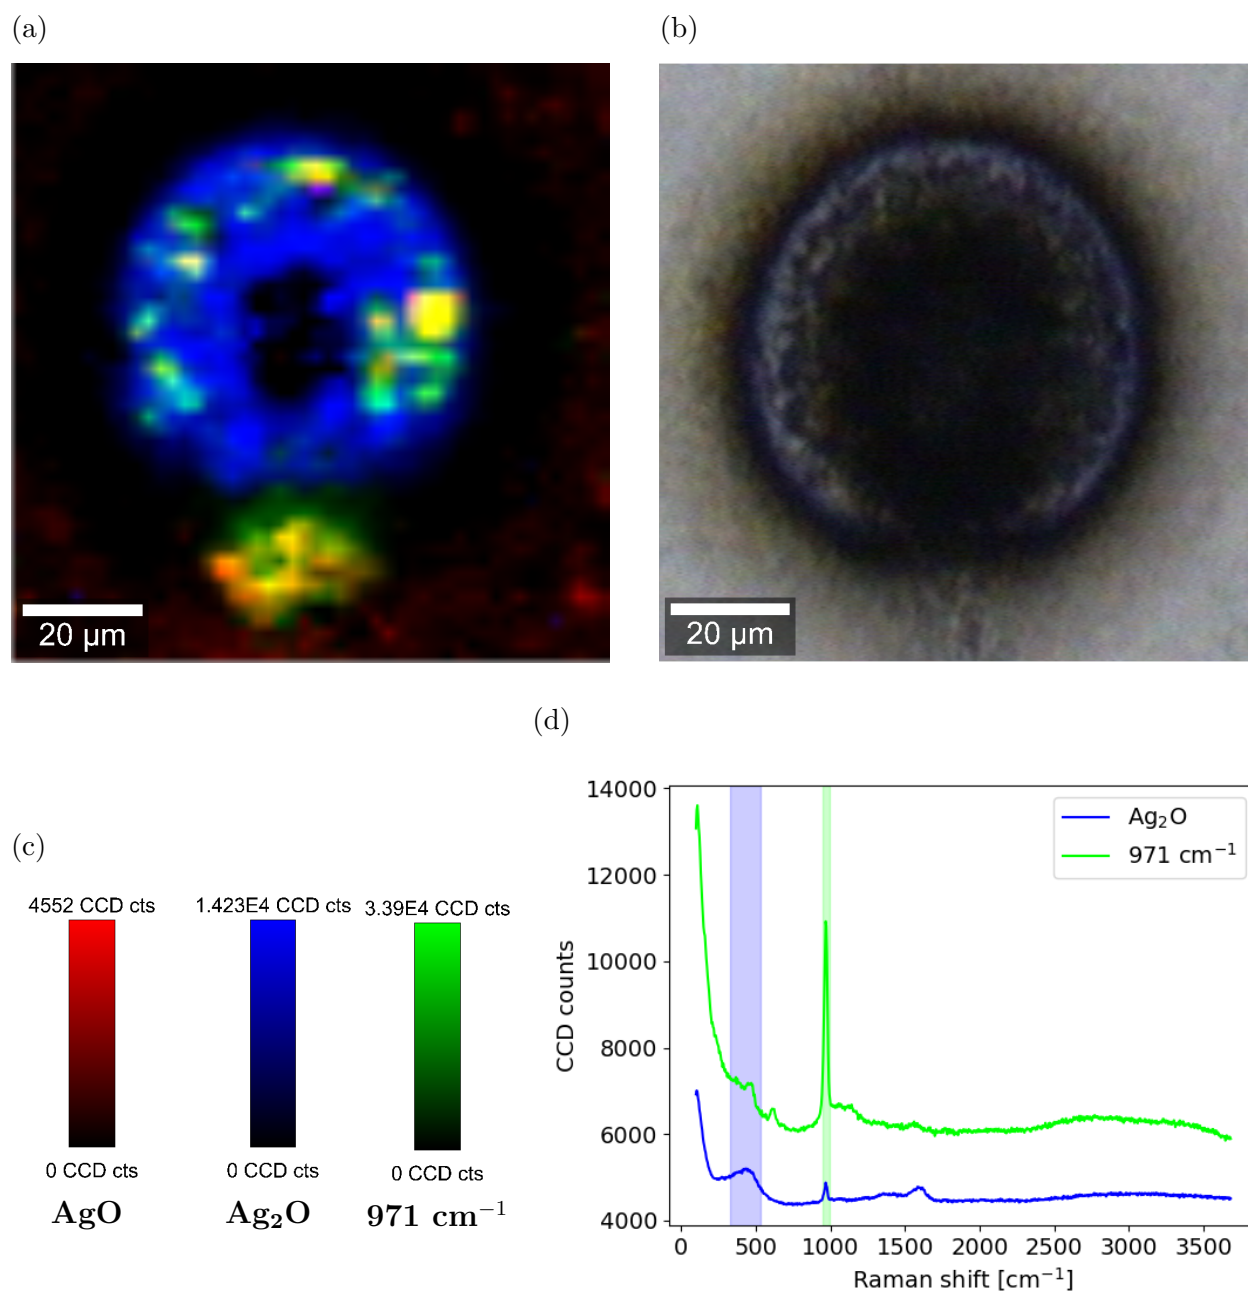 (a)
(b)
20 μm
20 μm
(c)
4552 CCD cts
1.423E4 CCD cts
3.39E4 CCD cts
0 CCD cts
0 CCD cts
0 CCD cts
AgO
Ag₂O
971 cm⁻¹
(d)
14000
12000
10000
8000
6000
4000
CCD counts
Ag₂O
971 cm⁻¹
0
500
1000
1500
2000
2500
3000
3500
Raman shift [cm⁻¹]